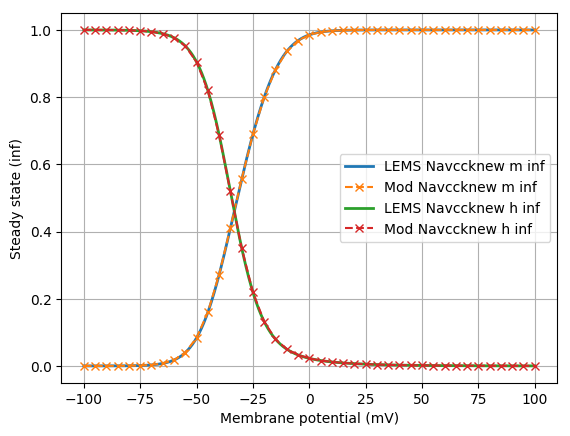 1.0
0.8
0.6
0.4
0.2
0.0
Steady state (inf)
LEMS Navccknew m inf
Mod Navccknew m inf
LEMS Navccknew h inf
Mod Navccknew h inf
−100 −75 −50 −25 0 25 50 75 100
Membrane potential (mV)